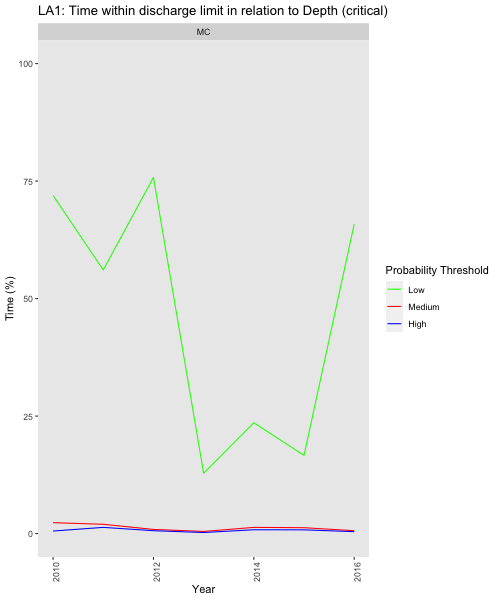 LA1: Time within discharge limit in relation to Depth (critical)
MC
100
75
50
25
0
Time (%)
2010
2012
2014
2016
Year
Probability Threshold
Low
Medium
High